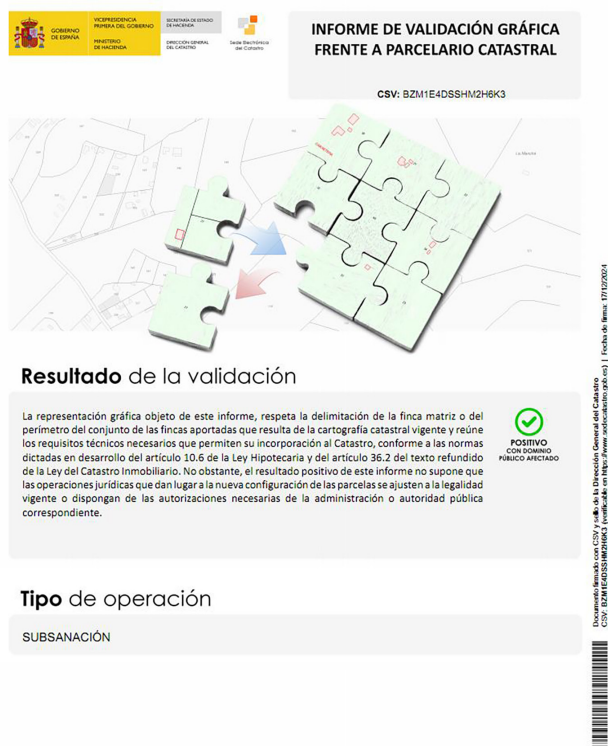 GOBIERNO
DE ESPAÑA
VICEPRESIDENCIA
PRIMERA DEL GOBIERNO
MINISTERIO
DE HACIENDA
SECRETARÍA DE ESTADO
DE HACIENDA
DIRECCIÓN GENERAL
DEL CATASTRO
Sede Electrónica
del Catastro
INFORME DE VALIDACIÓN GRÁFICA
FRENTE A PARCELARIO CATASTRAL
CSV: BZM1E4DSSHM2H6K3
Resultado de la validación
La representación gráfica objeto de este informe, respeta la delimitación de la finca matriz o del
perímetro del conjunto de las fincas aportadas que resulta de la cartografía catastral vigente y reúne
los requisitos técnicos necesarios que permiten su incorporación al Catastro, conforme a las normas
dictadas en desarrollo del artículo 10.6 de la Ley Hipotecaria y del artículo 36.2 del texto refundido
de la Ley del Catastro Inmobiliario. No obstante, el resultado positivo de este informe no supone que
las operaciones jurídicas que dan lugar a la nueva configuración de las parcelas se ajusten a la legalidad
vigente o dispongan de las autorizaciones necesarias de la administración o autoridad pública
correspondiente.
POSITIVO
CON DOMINIO
PÚBLICO AFECTADO
Tipo de operación
SUBSANACIÓN
Documento firmado con CSV y sello de la Dirección General del Catastro
CSV: BZM1E4DSSHM2H6K3 (verificable en https://www.sedecatastro.gob.es) | Fecha de firma: 17/12/2024